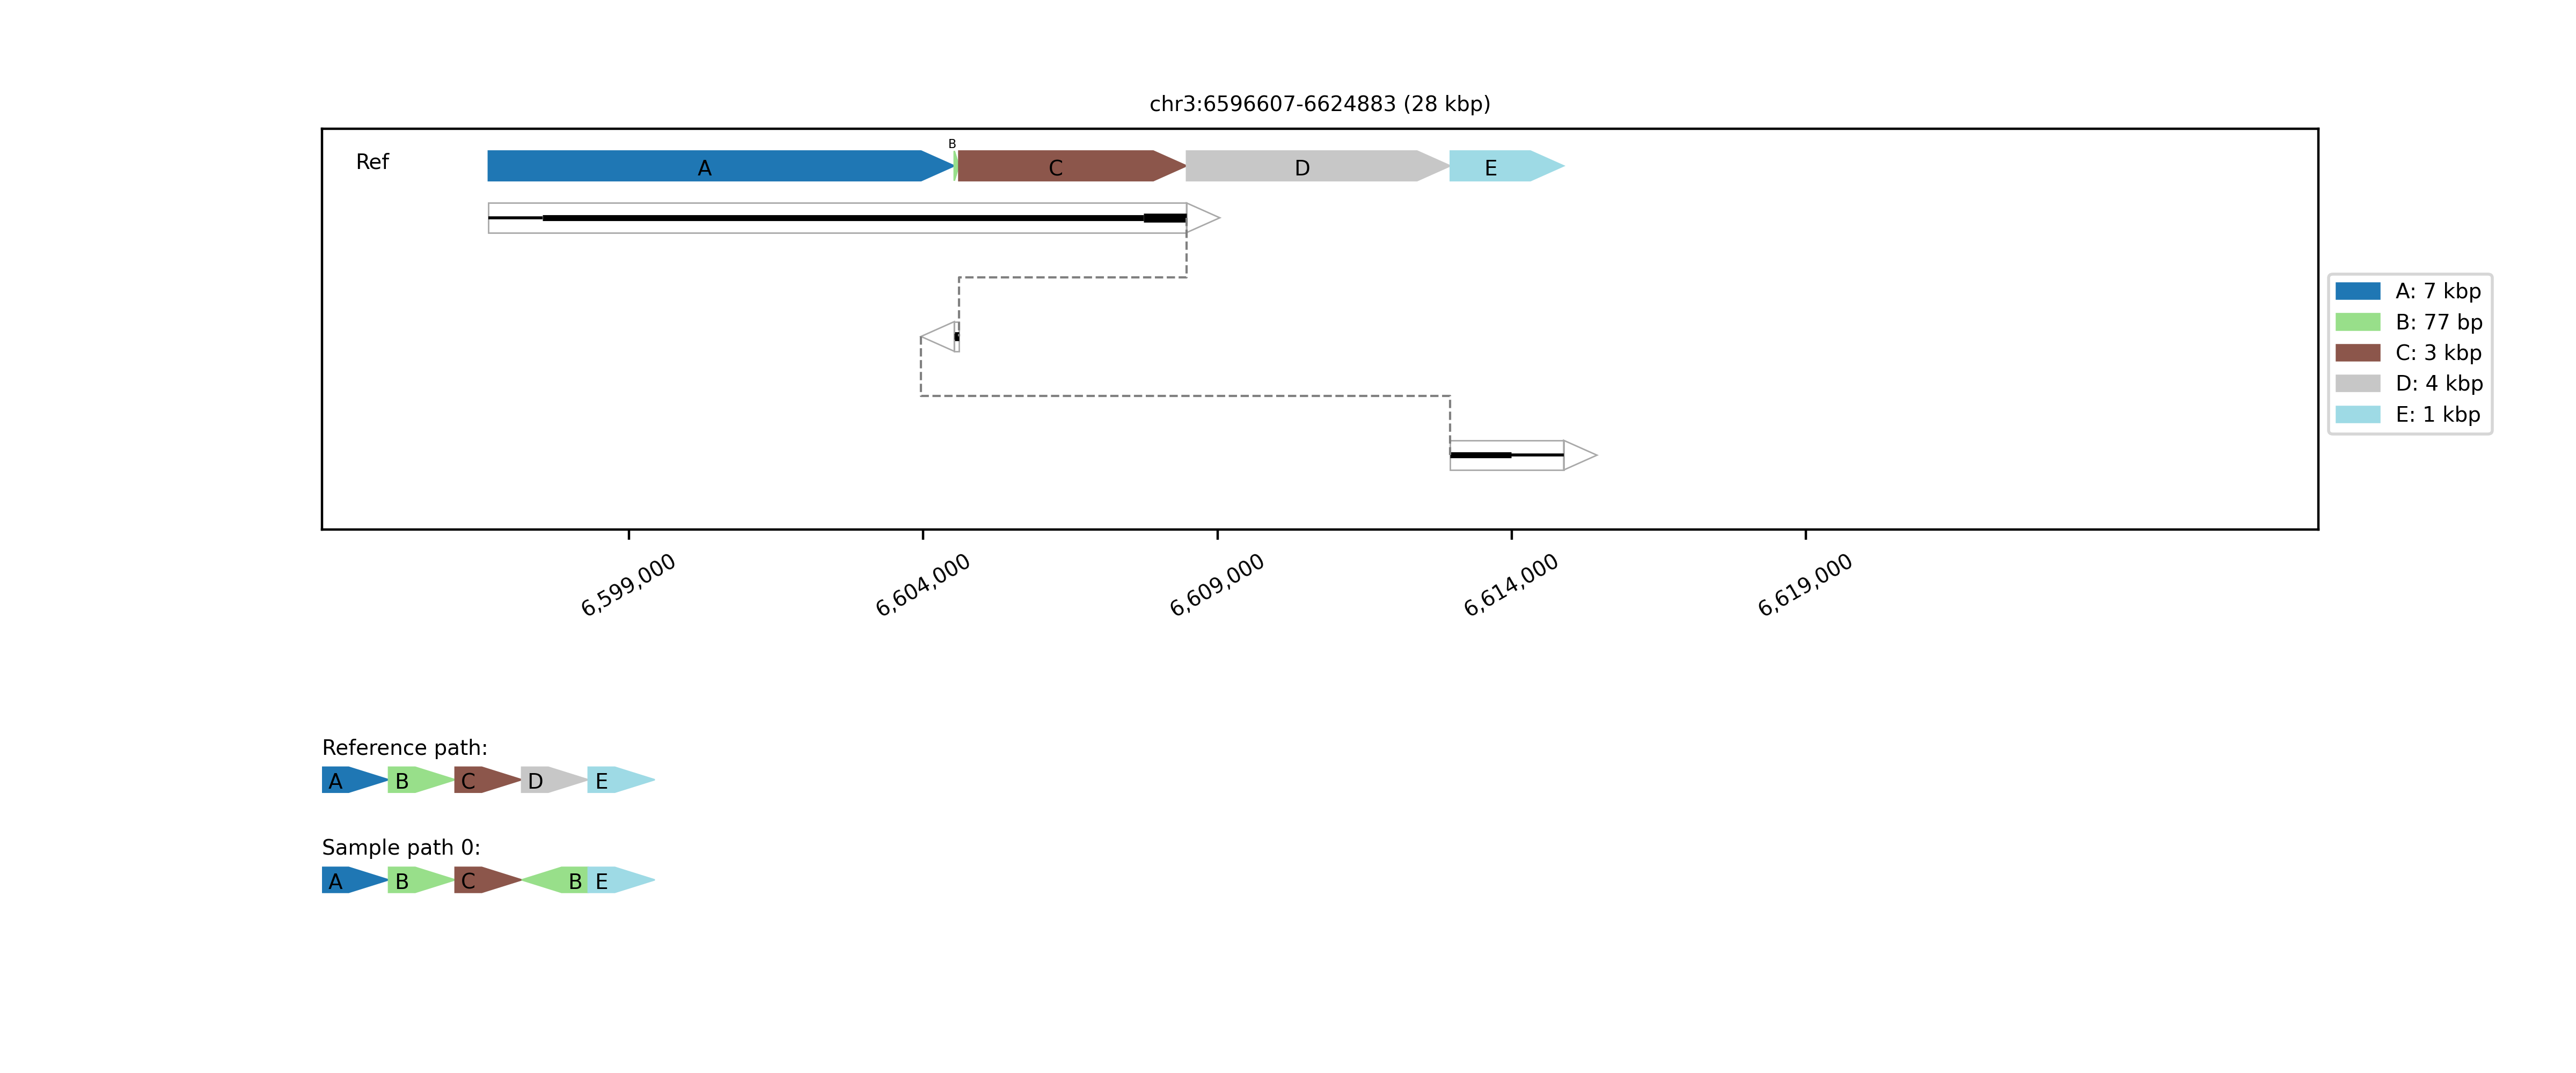 chr3:6596607-6624883 (28 kbp)
Ref
A
B
C
D
E
A: 7 kbp
B: 77 bp
C: 3 kbp
D: 4 kbp
E: 1 kbp
6,599,000
6,604,000
6,609,000
6,614,000
6,619,000
Reference path:
A B C D E
Sample path 0:
A B C B E